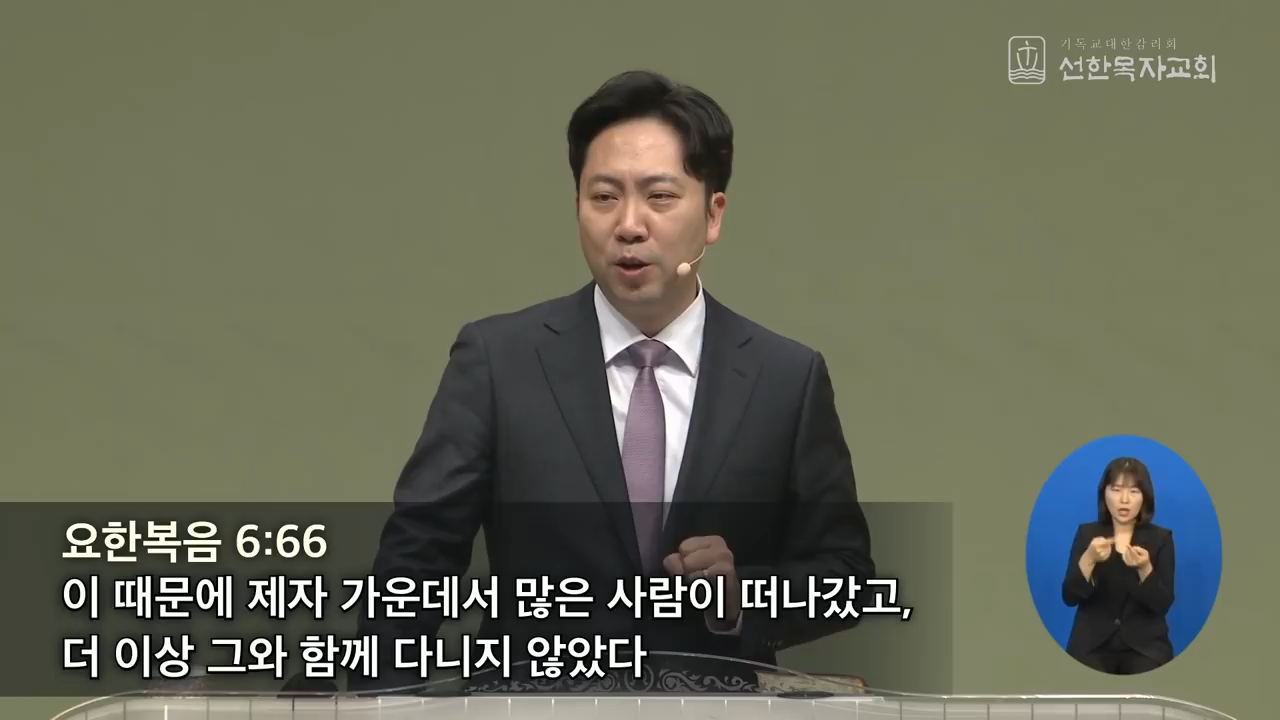 기독교대한감리회
선한목자교회
요한복음 6:66
이 때문에 제자 가운데서 많은 사람이 떠나갔고,
더 이상 그와 함께 다니지 않았다